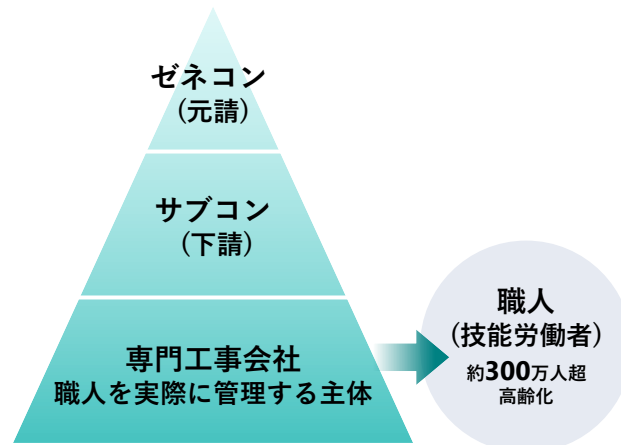 ゼネコン
(元請)
サブコン
(下請)
専門工事会社
職人を実際に管理する主体
職人
(技能労働者)
約300万人超
高齢化